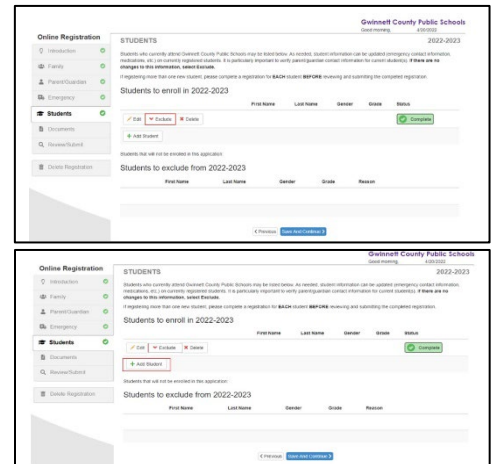 Gwinnett County Public Schools
Good morning, 4/20/2022
Online Registration
Introduction
Family
Parent/Guardian
Emergency
Students
Documents
Review/Submit
Delete Registration
STUDENTS 2022-2023
Students who currently attend Gwinnett County Public Schools may be listed below. As needed, student information can be updated (emergency contact information,
medications, etc.) on currently registered students. It is particularly important to verify parent/guardian contact information for current student(s). If there are no
changes to this information, select Exclude.
If registering more than one new student, please complete a registration for EACH student BEFORE reviewing and submitting the completed registration.
Students to enroll in 2022-2023
First Name Last Name Gender Grade Status
Edit Exclude Delete Complete
Add Student
Students that will not be enrolled in this application
Students to exclude from 2022-2023
First Name Last Name Gender Grade Reason
Previous Save And Continue
Gwinnett County Public Schools
Good morning, 4/20/2022
Online Registration
Introduction
Family
Parent/Guardian
Emergency
Students
Documents
Review/Submit
Delete Registration
STUDENTS 2022-2023
Students who currently attend Gwinnett County Public Schools may be listed below. As needed, student information can be updated (emergency contact information,
medications, etc.) on currently registered students. It is particularly important to verify parent/guardian contact information for current student(s). If there are no
changes to this information, select Exclude.
If registering more than one new student, please complete a registration for EACH student BEFORE reviewing and submitting the completed registration.
Students to enroll in 2022-2023
First Name Last Name Gender Grade Status
Edit Exclude Delete Complete
Add Student
Students that will not be enrolled in this application
Students to exclude from 2022-2023
First Name Last Name Gender Grade Reason
Previous Save And Continue